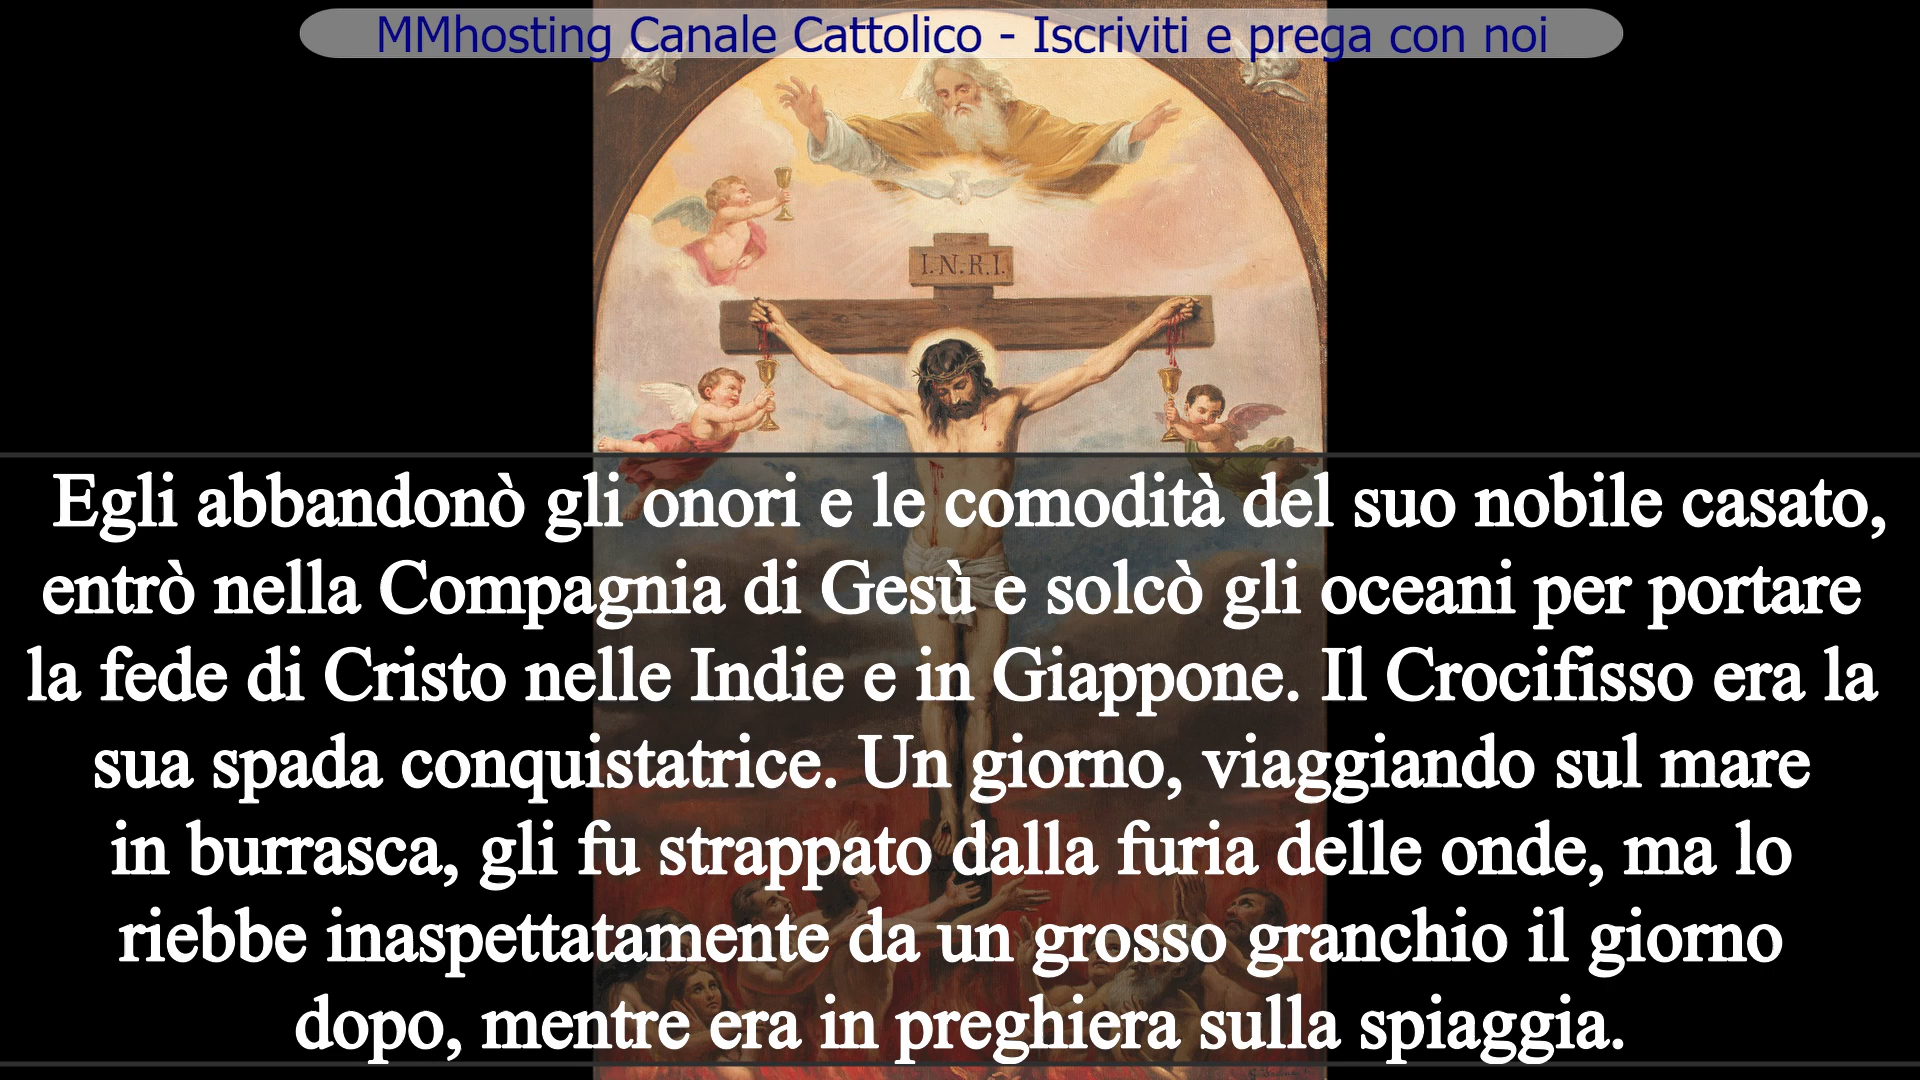 MMhosting Canale Cattolico - Iscriviti e prega con noi
I.N.R.I.
Egli abbandonò gli onori e le comodità del suo nobile casato,
entrò nella Compagnia di Gesù e solcò gli oceani per portare
la fede di Cristo nelle Indie e in Giappone. Il Crocifisso era la
sua spada conquistatrice. Un giorno, viaggiando sul mare
in burrasca, gli fu strappato dalla furia delle onde, ma lo
riebbe inaspettatamente da un grosso granchio il giorno
dopo, mentre era in preghiera sulla spiaggia.